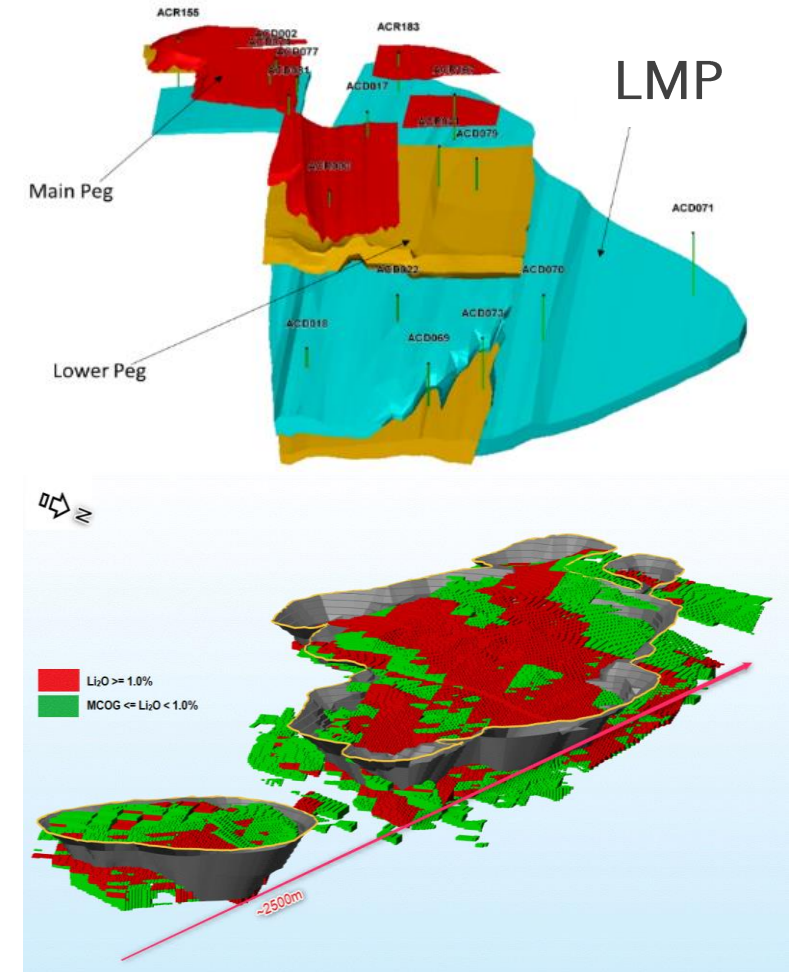 ACR155
ACD002
ACD077
ACR183
ACD017
LMP
ACD079
Main Peg
ACD071
ACD022
ACD070
ACD018
ACD073
ACD069
Lower Peg
N
Li₂O >= 1.0%
MCOG <= Li₂O < 1.0%
~2500m